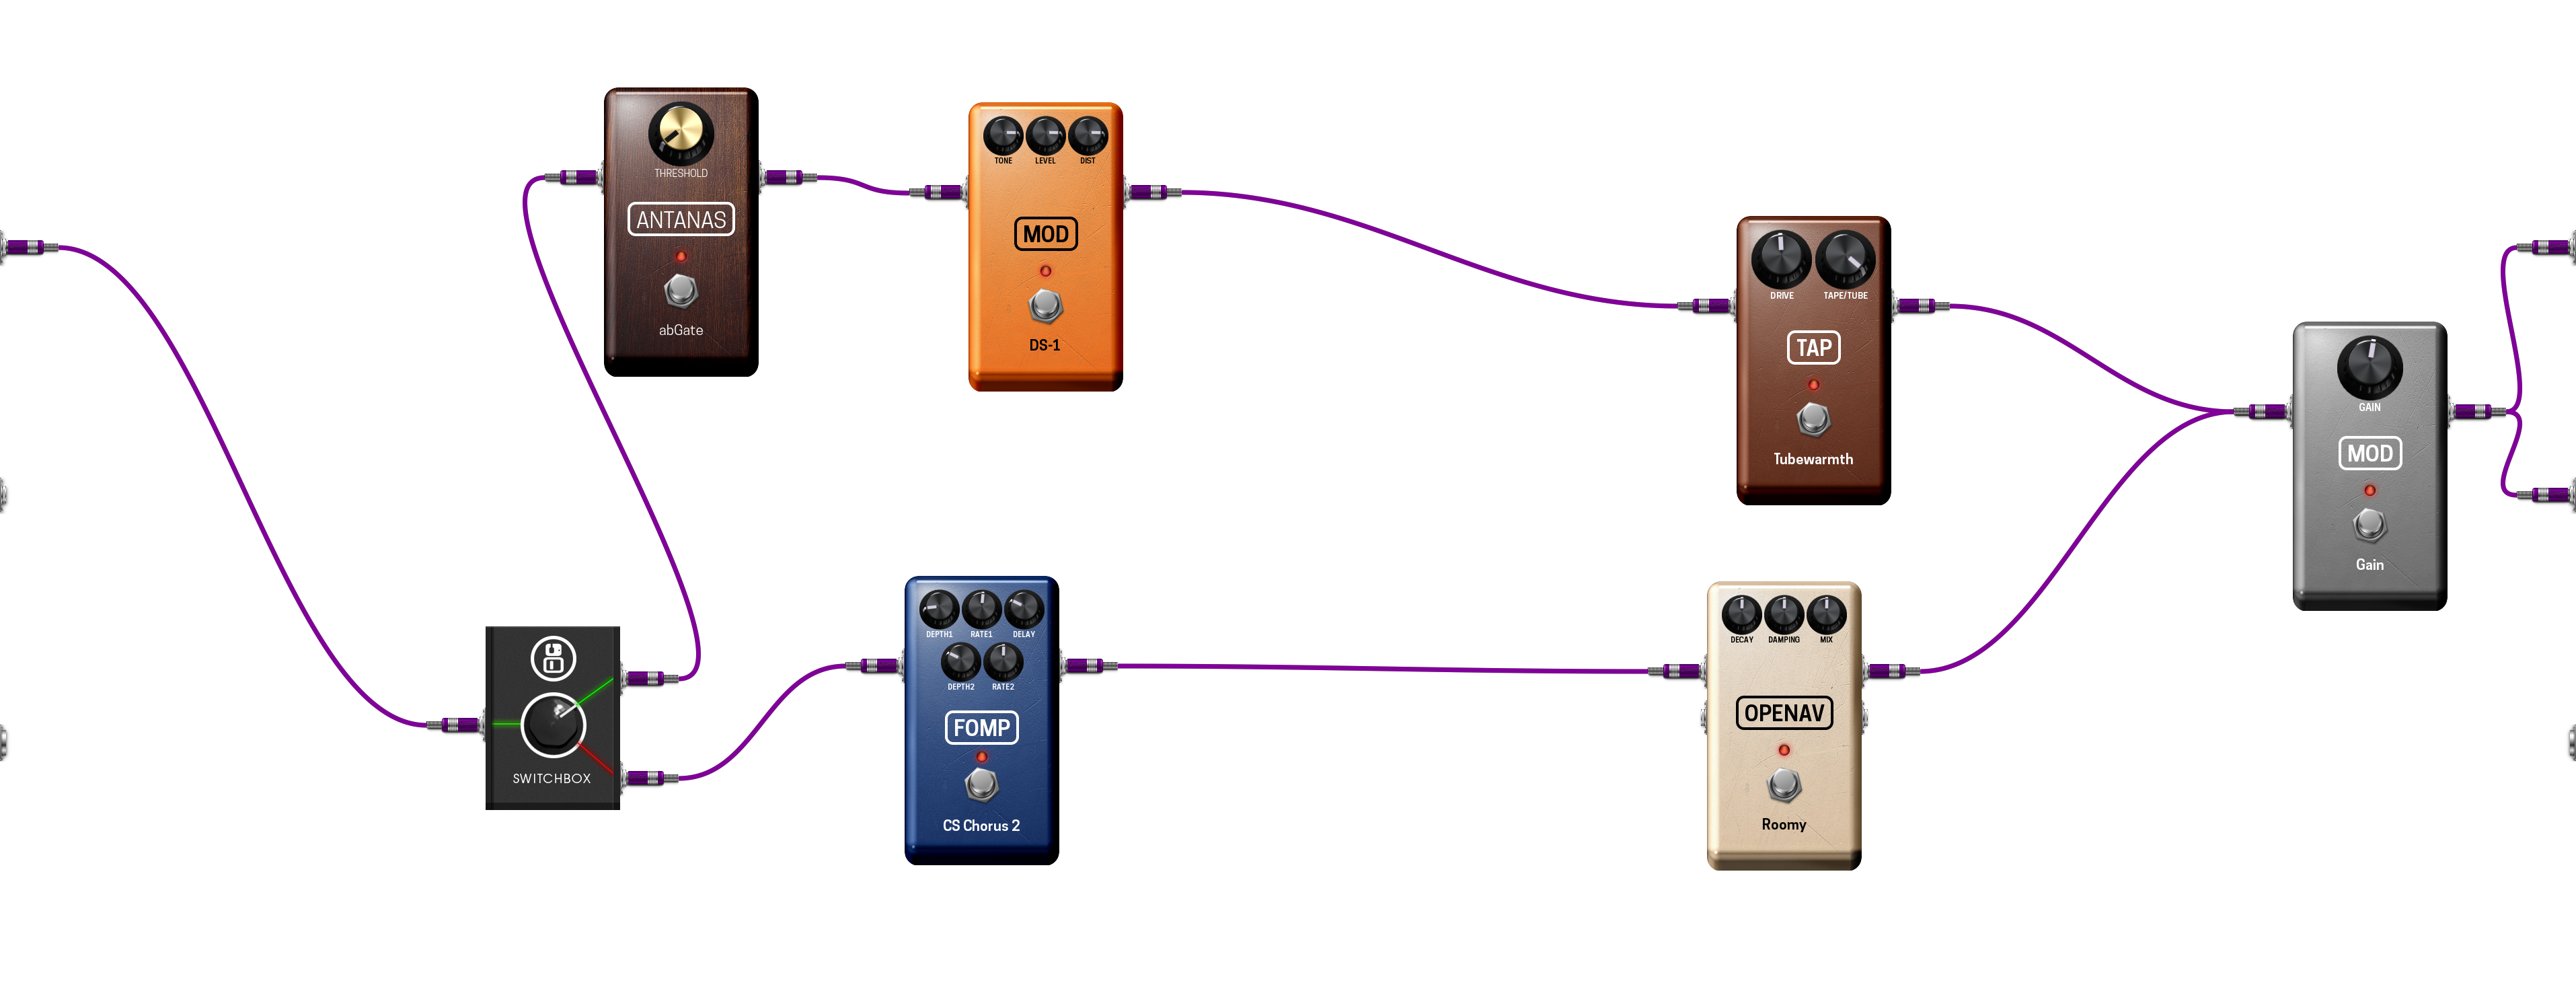 THRESHOLD
ANTANAS
abGate
TONE LEVEL DIST
MOD
DS-1
DRIVE TAPE/TUBE
TAP
Tubewarmth
GAIN
MOD
Gain
SWITCHBOX
DEPTH1 RATE1 DELAY
DEPTH2 RATE2
FOMP
CS Chorus 2
DECAY DAMPING MIX
OPENAV
Roomy